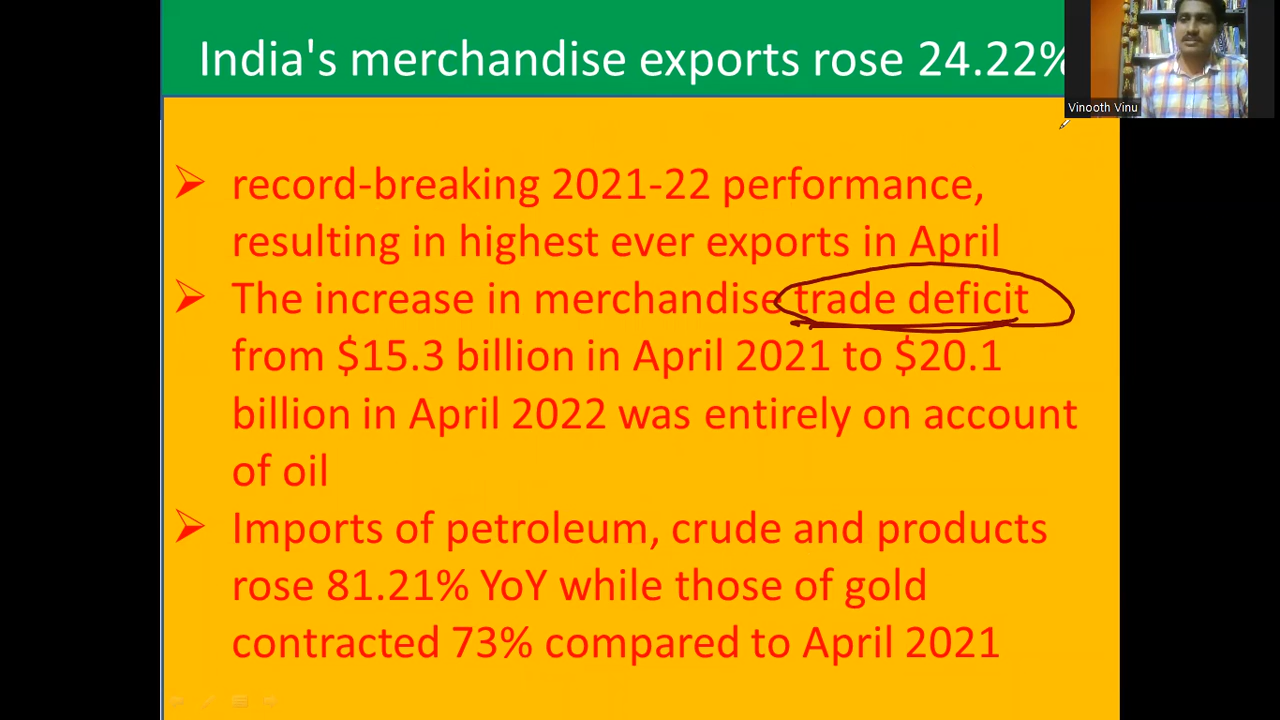 India's merchandise exports rose 24.22%
Vinooth Vinu
record-breaking 2021-22 performance,
resulting in highest ever exports in April
The increase in merchandise trade deficit
from $15.3 billion in April 2021 to $20.1
billion in April 2022 was entirely on account
of oil
Imports of petroleum, crude and products
rose 81.21% YoY while those of gold
contracted 73% compared to April 2021